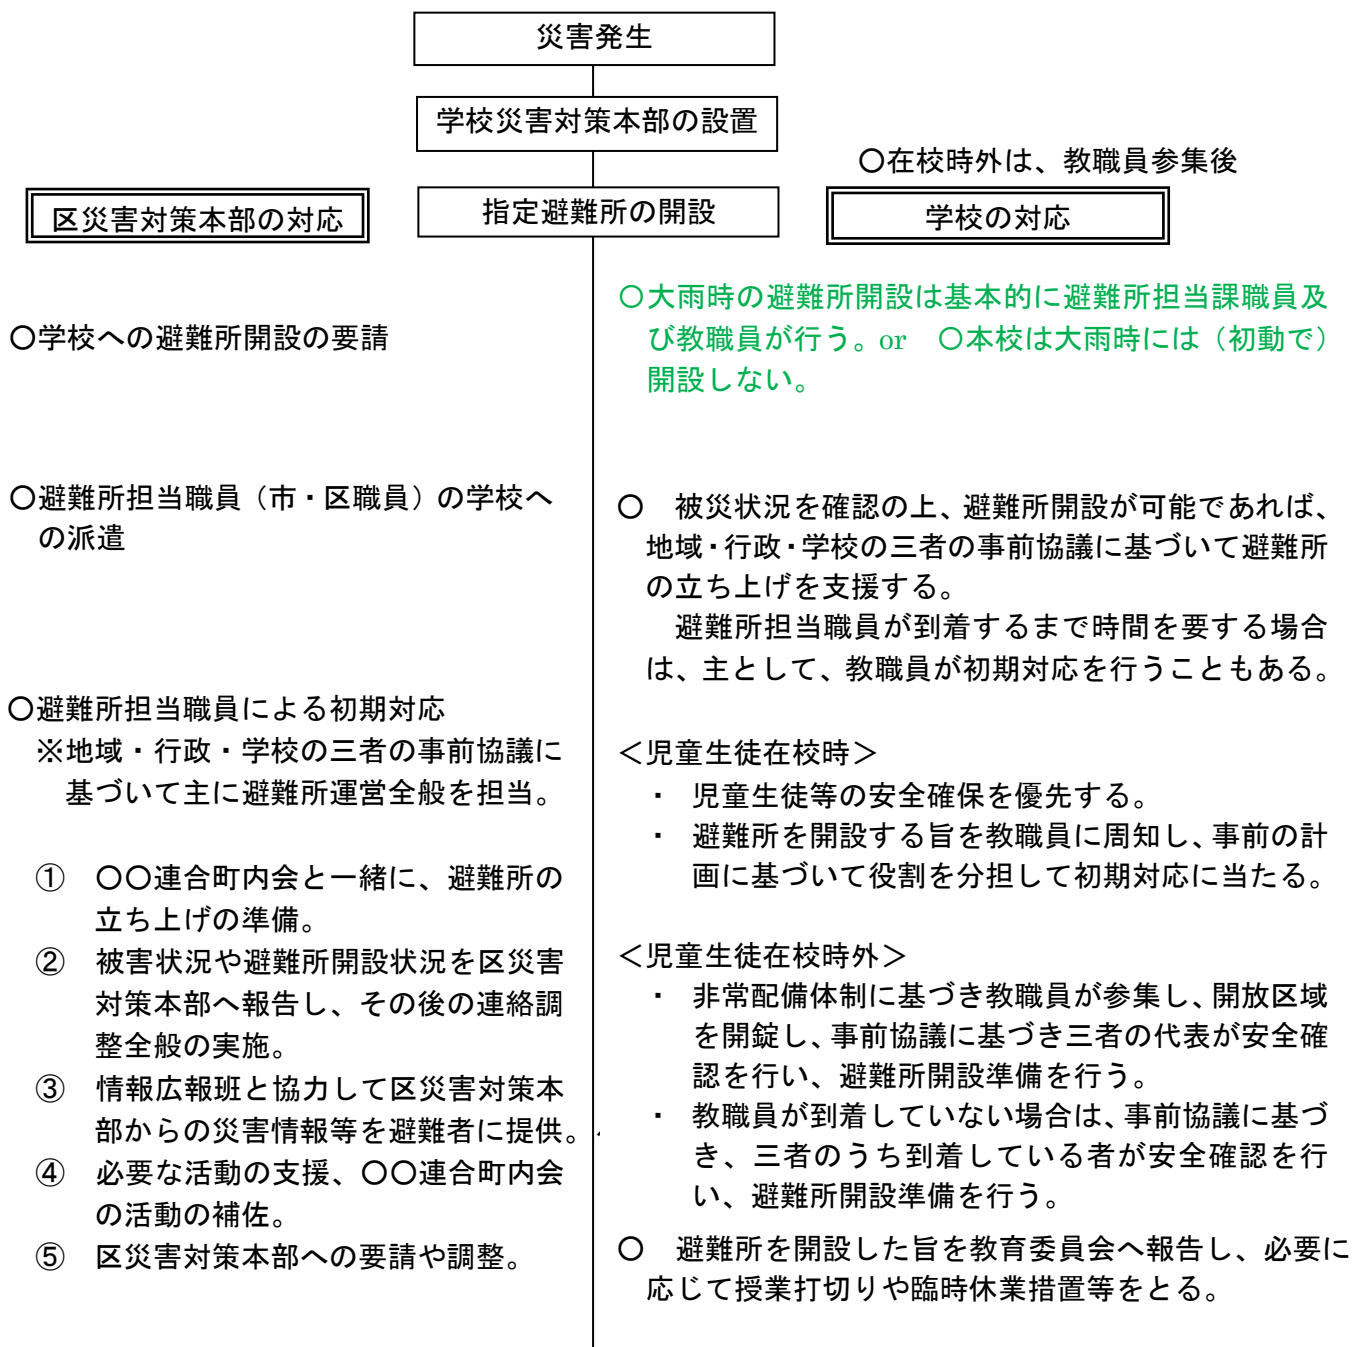 災害発生
学校災害対策本部の設置
〇在校時外は、教職員参集後
区災害対策本部の対応
指定避難所の開設
学校の対応
〇学校への避難所開設の要請
〇避難所担当職員（市・区職員）の学校へ
の派遣
〇避難所担当職員による初期対応
※地域・行政・学校の三者の事前協議に
基づいて主に避難所運営全般を担当。
① 〇〇連合町内会と一緒に、避難所の
立ち上げの準備。
② 被害状況や避難所開設状況を区災害
対策本部へ報告し、その後の連絡調
整全般の実施。
③ 情報広報班と協力して区災害対策本
部からの災害情報等を避難者に提供。
④ 必要な活動の支援、〇〇連合町内会
の活動の補佐。
⑤ 区災害対策本部への要請や調整。
〇大雨時の避難所開設は基本的に避難所担当課職員及
び教職員が行う。or 〇本校は大雨時には（初動で）
開設しない。
〇 被災状況を確認の上、避難所開設が可能であれば、
地域・行政・学校の三者の事前協議に基づいて避難所
の立ち上げを支援する。
避難所担当職員が到着するまで時間を要する場合
は、主として、教職員が初期対応を行うこともある。
＜児童生徒在校時＞
・ 児童生徒等の安全確保を優先する。
・ 避難所を開設する旨を教職員に周知し、事前の計
画に基づいて役割を分担して初期対応に当たる。
＜児童生徒在校時外＞
・ 非常配備体制に基づき教職員が参集し、開放区域
を開錠し、事前協議に基づき三者の代表が安全確
認を行い、避難所開設準備を行う。
・ 教職員が到着していない場合は、事前協議に基づ
き、三者のうち到着している者が安全確認を行
い、避難所開設準備を行う。
〇 避難所を開設した旨を教育委員会へ報告し、必要に
応じて授業打切りや臨時休業措置等をとる。